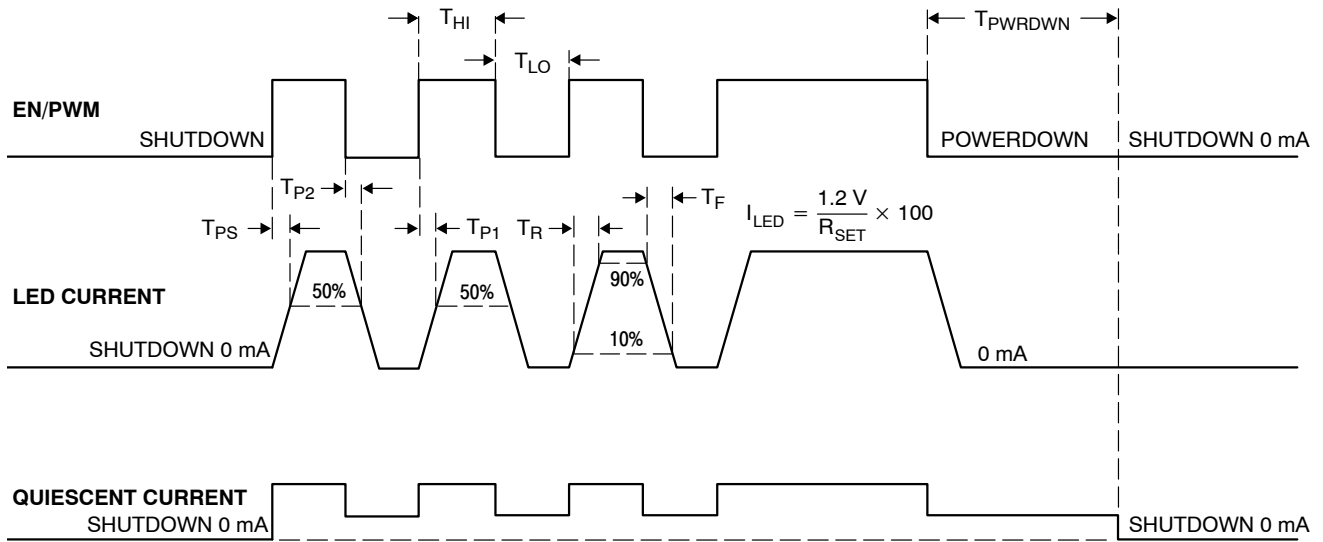 T_HI
T_PWRDWN
T_LO
EN/PWM
SHUTDOWN
POWERDOWN
SHUTDOWN 0 mA
T_P2
T_F
I_LED = 1.2 V / R_SET × 100
T_PS
T_P1
T_R
50%
50%
90%
LED CURRENT
10%
SHUTDOWN 0 mA
0 mA
QUIESCENT CURRENT
SHUTDOWN 0 mA
SHUTDOWN 0 mA